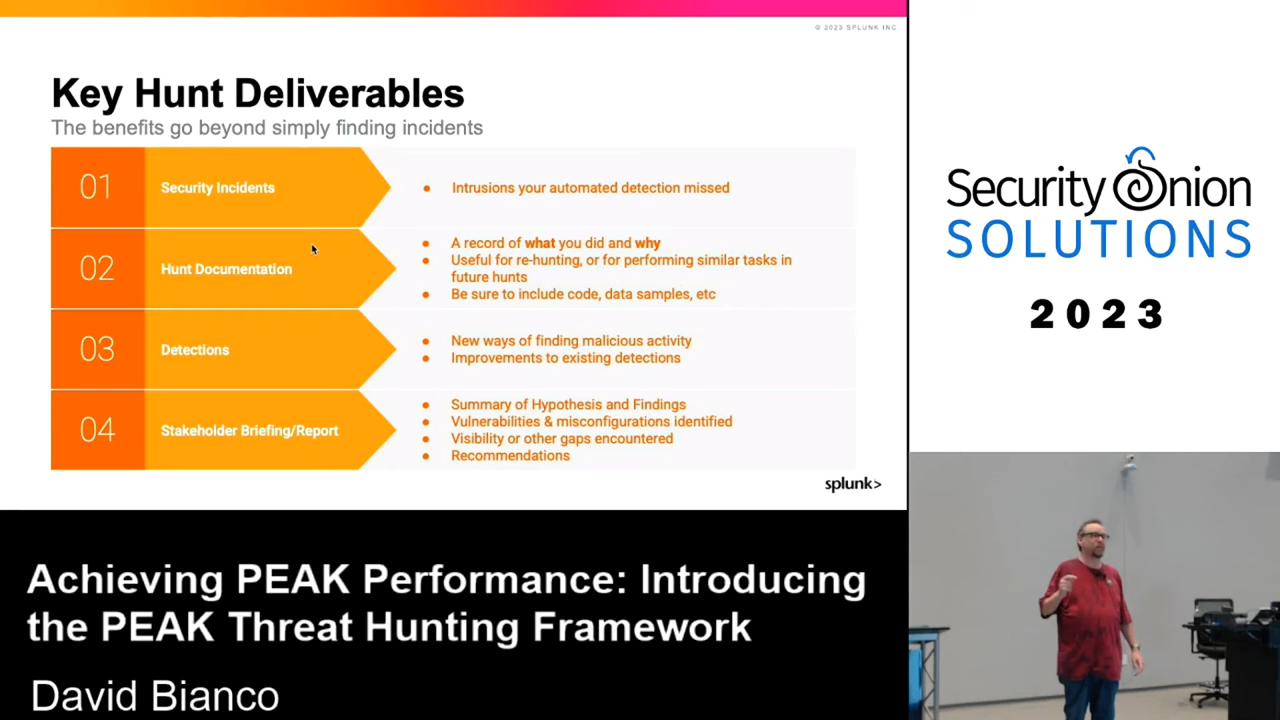 © 2023 SPLUNK INC
Key Hunt Deliverables
The benefits go beyond simply finding incidents
01
Security Incidents
• Intrusions your automated detection missed
02
Hunt Documentation
• A record of what you did and why
• Useful for re-hunting, or for performing similar tasks in
future hunts
• Be sure to include code, data samples, etc
03
Detections
• New ways of finding malicious activity
• Improvements to existing detections
04
Stakeholder Briefing/Report
• Summary of Hypothesis and Findings
• Vulnerabilities & misconfigurations identified
• Visibility or other gaps encountered
• Recommendations
splunk>
Security Onion
SOLUTIONS
2023
Achieving PEAK Performance: Introducing
the PEAK Threat Hunting Framework
David Bianco